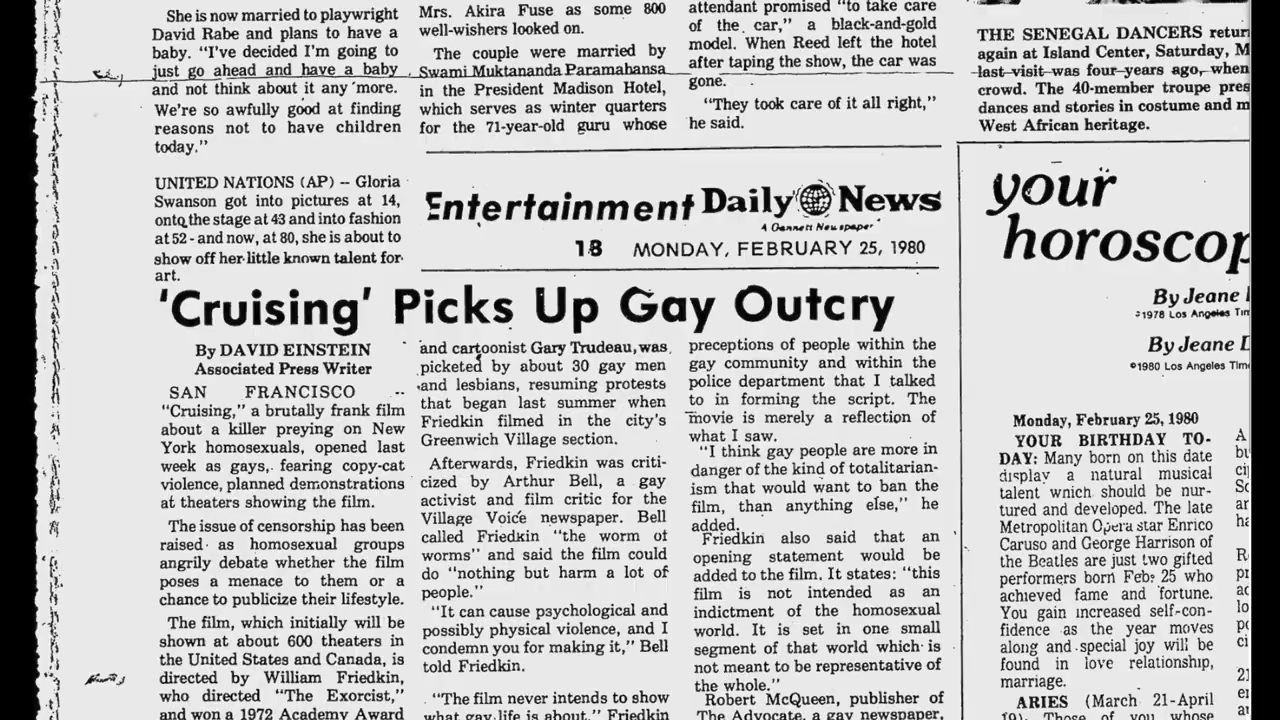 She is now married to playwright
David Rabe and plans to have a
baby. "I've decided I'm going to
just go ahead and have a baby
and not think about it any more.
We're so awfully good at finding
reasons not to have children
today."
UNITED NATIONS (AP) -- Gloria
Swanson got into pictures at 14,
onto the stage at 43 and into fashion
at 52 - and now, at 80, she is about to
show off her little known talent for
art.
Mrs. Akira Fuse as some 800
well-wishers looked on.
The couple were married by
Swami Muktananda Paramahansa
in the President Madison Hotel,
which serves as winter quarters
for the 71-year-old guru whose
attendant promised "to take care
of the car," a black-and-gold
model. When Reed left the hotel
after taping the show, the car was
gone.
"They took care of it all right,"
he said.
THE SENEGAL DANCERS retur
again at Island Center, Saturday, M
last visit was four years ago, when
crowd. The 40-member troupe pres
dances and stories in costume and m
West African heritage.
Entertainment Daily News
A Gannett Newspaper
18 MONDAY, FEBRUARY 25, 1980
'Cruising' Picks Up Gay Outcry
By DAVID EINSTEIN
Associated Press Writer
SAN FRANCISCO --
"Cruising," a brutally frank film
about a killer preying on New
York homosexuals, opened last
week as gays, fearing copy-cat
violence, planned demonstrations
at theaters showing the film.
The issue of censorship has been
raised as homosexual groups
angrily debate whether the film
poses a menace to them or a
chance to publicize their lifestyle.
The film, which initially will be
shown at about 600 theaters in
the United States and Canada, is
directed by William Friedkin,
who directed "The Exorcist,"
and won a 1972 Academy Award
and cartoonist Gary Trudeau, was
picketed by about 30 gay men
and lesbians, resuming protests
that began last summer when
Friedkin filmed in the city's
Greenwich Village section.
Afterwards, Friedkin was criti-
cized by Arthur Bell, a gay
activist and film critic for the
Village Voice newspaper. Bell
called Friedkin "the worm of
worms" and said the film could
do "nothing but harm a lot of
people."
"It can cause psychological and
possibly physical violence, and I
condemn you for making it," Bell
told Friedkin.
"The film never intends to show
what gay life is about," Friedkin
preceptions of people within the
gay community and within the
police department that I talked
to in forming the script. The
movie is merely a reflection of
what I saw.
"I think gay people are more in
danger of the kind of totalitarian-
ism that would want to ban the
film, than anything else," he
added.
Friedkin also said that an
opening statement would be
added to the film. It states: "this
film is not intended as an
indictment of the homosexual
world. It is set in one small
segment of that world which is
not meant to be representative of
the whole."
Robert McQueen, publisher of
The Advocate, a gay newspaper,
your
horoscop
By Jeane
©1978 Los Angeles Tim
By Jeane D
©1980 Los Angeles Time
Monday, February 25, 1980
YOUR BIRTHDAY TO-
DAY: Many born on this date
display a natural musical
talent which should be nur-
tured and developed. The late
Metropolitan Opera star Enrico
Caruso and George Harrison of
the Beatles are just two gifted
performers born Feb. 25 who
achieved fame and fortune.
You gain increased self-con-
fidence as the year moves
along and special joy will be
found in love relationship,
marriage.
ARIES (March 21-April
19). Those of you whose